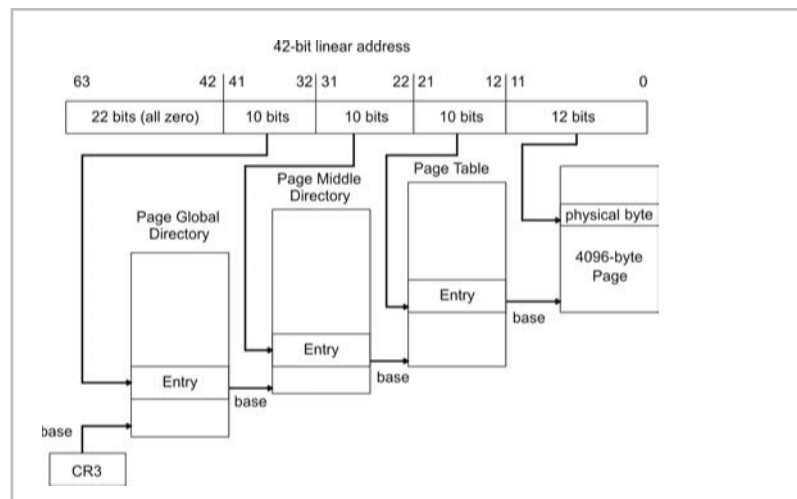 42-bit linear address
63 42 41 32 31 22 21 12 11 0
22 bits (all zero) 10 bits 10 bits 10 bits 12 bits
Page Global
Directory
Page Middle
Directory
Page Table
physical byte
4096-byte
Page
Entry
base
Entry
base
Entry
base
base
CR3